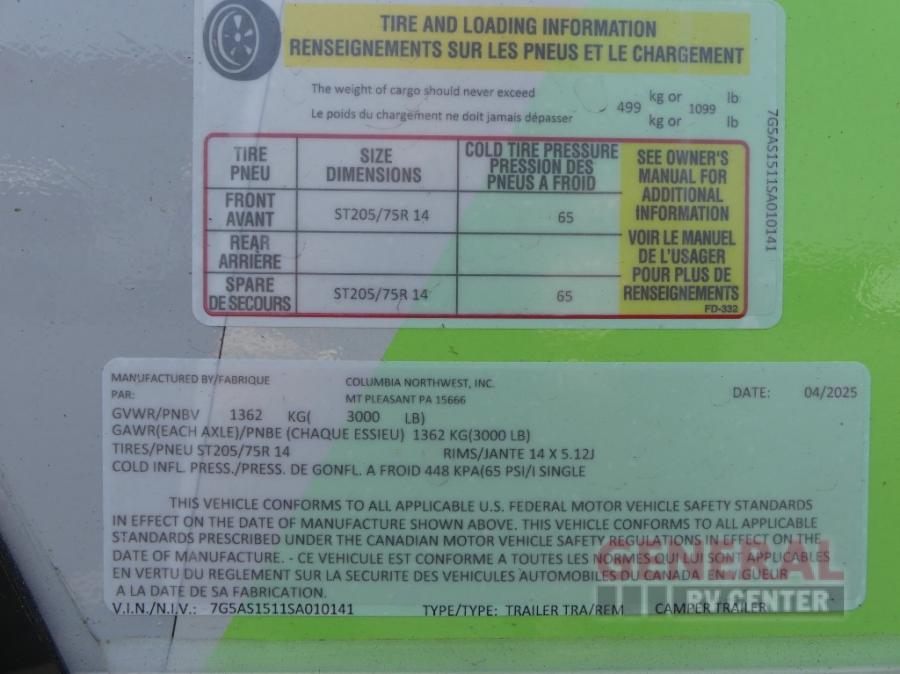 TIRE AND LOADING INFORMATION
RENSEIGNEMENTS SUR LES PNEUS ET LE CHARGEMENT
The weight of cargo should never exceed
Le poids du chargement ne doit jamais dépasser
499 kg or 1099 lb
kg or lb
TIRE PNEU
SIZE DIMENSIONS
COLD TIRE PRESSURE PRESSION DES PNEUS A FROID
FRONT AVANT
ST205/75R 14
65
REAR ARRIÈRE
SPARE DE SECOURS
ST205/75R 14
65
SEE OWNER'S
MANUAL FOR
ADDITIONAL
INFORMATION
VOIR LE MANUEL
DE L'USAGER
POUR PLUS DE
RENSEIGNEMENTS
FD-332
7G5AS1511SA010141
MANUFACTURED BY/FABRIQUE COLUMBIA NORTHWEST, INC. DATE: 04/2025
PAR: MT PLEASANT PA 15666
GVWR/PNBV 1362 KG( 3000 LB)
GAWR(EACH AXLE)/PNBE (CHAQUE ESSIEU) 1362 KG(3000 LB)
TIRES/PNEU ST205/75R 14 RIMS/JANTE 14 X 5.12J
COLD INFL. PRESS./PRESS. DE GONFL. A FROID 448 KPA(65 PSI/I SINGLE
THIS VEHICLE CONFORMS TO ALL APPLICABLE U.S. FEDERAL MOTOR VEHICLE SAFETY STANDARDS
IN EFFECT ON THE DATE OF MANUFACTURE SHOWN ABOVE. THIS VEHICLE CONFORMS TO ALL APPLICABLE
STANDARDS PRESCRIBED UNDER THE CANADIAN MOTOR VEHICLE SAFETY REGULATIONS IN EFFECT ON THE
DATE OF MANUFACTURE. - CE VEHICULE EST CONFORME A TOUTES LES NORMES QUI LUI SONT APPLICABLES
EN VERTU DU REGLEMENT SUR LA SECURITE DES VEHICULES AUTOMOBILES DU CANADA EN VIGUEUR
A LA DATE DE SA FABRICATION.
V.I.N./N.I.V.: 7G5AS1511SA010141 TYPE/TYPE: TRAILER TRA/REM CAMPER TRAILER
GENERAL
RV CENTER